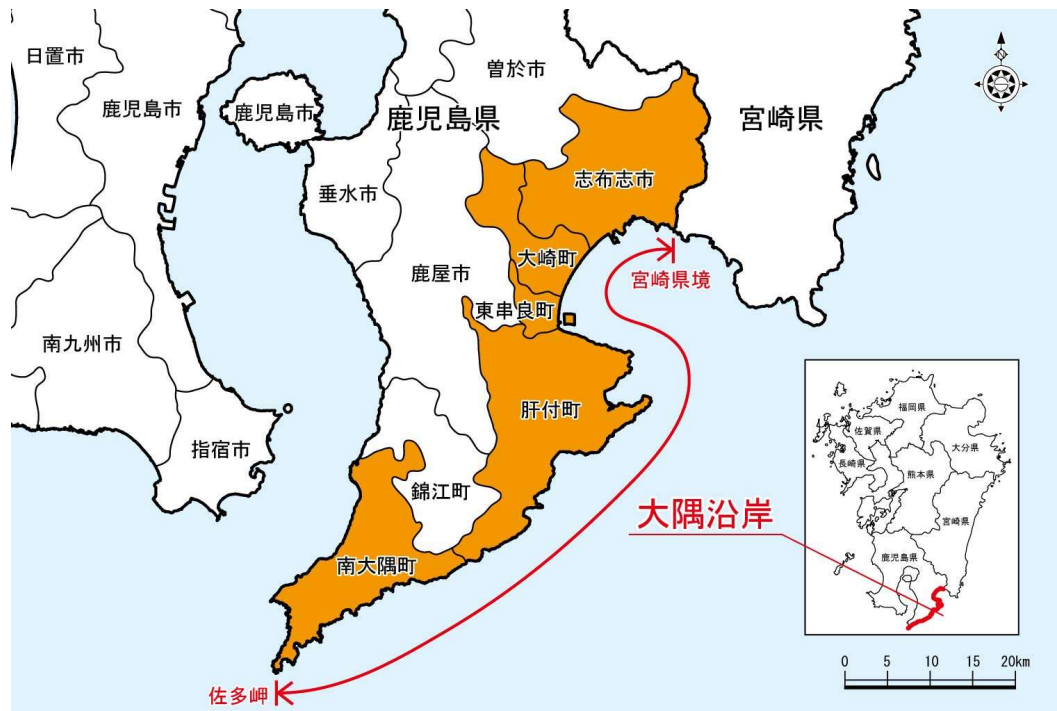 日置市
鹿児島市
鹿児島市
曽於市
鹿児島県
宮崎県
N
志布志市
垂水市
大崎町
鹿屋市
宮崎県境
東串良町
南九州市
肝付町
指宿市
錦江町
大隅沿岸
南大隅町
佐多岬
福岡県
佐賀県
大分県
長崎県
熊本県
宮崎県
鹿児島県
0 5 10 15 20km